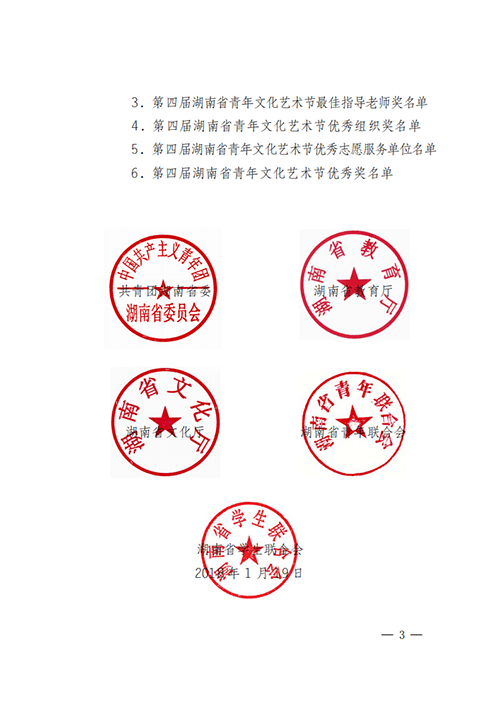 3. 第四届湖南省青年文化艺术节最佳指导老师奖名单
4. 第四届湖南省青年文化艺术节优秀组织奖名单
5. 第四届湖南省青年文化艺术节优秀志愿服务单位名单
6. 第四届湖南省青年文化艺术节优秀奖名单
中国共产主义青年团
共青团湖南省委
湖南省委员会
湖南省教育厅
湖南省教育厅
湖南省文化厅
湖南省文化厅
湖南省青年联合会
湖南省青年联合会
湖南省学生联合会
湖南省学生联合会
2018年1月29日
— 3 —